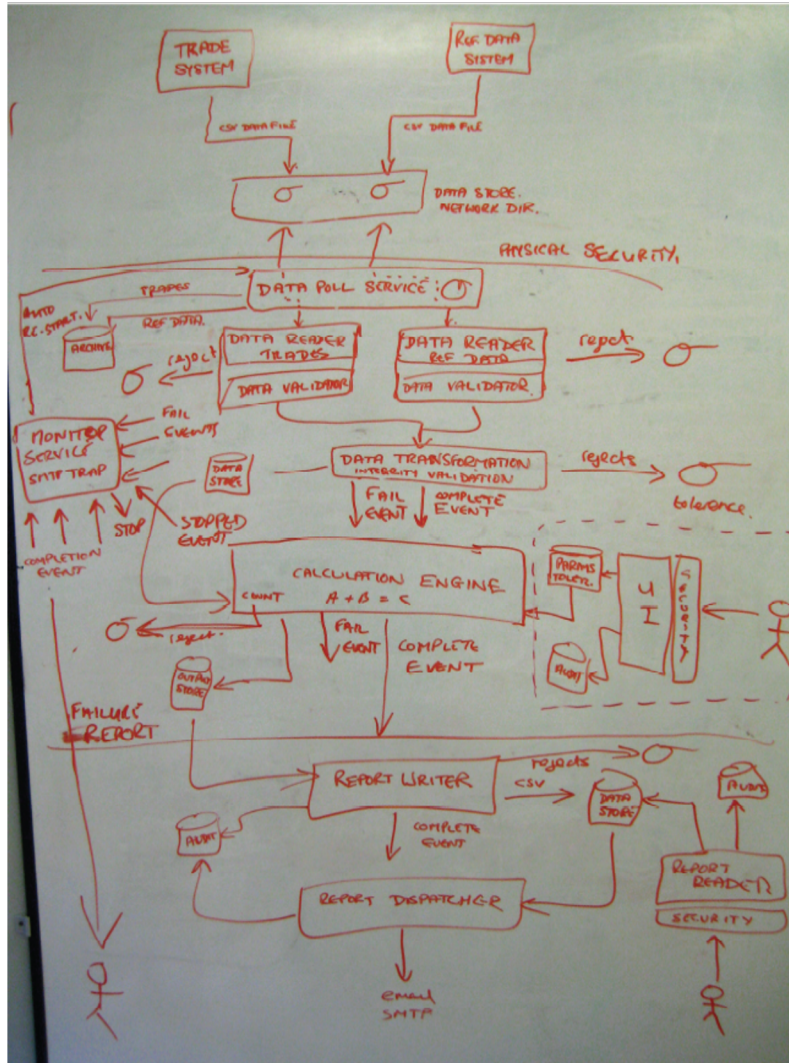 TRADE
SYSTEM
REF DATA
SISTEM
CSV DATA FILE
CSV DATA FILE
DATA STORE.
NETWORK DIR.
PHYSICAL SECURITY,
TRADES
DATA POLL SERVICE
AUTO
RE.START.
REF DATA.
ARCHIVE
DATA READER
TRADES
DATA VALIDATOR
DATA READER
REF DATA
DATA VALIDATOR
reject
reject
FAIL
EVENTS
MONITOR
SERVICE
SMTP TRAP
DATA
STORE
DATA TRANSFORMATION
INTEGRITY VALIDATION
rejects
tolerence.
FAIL
EVENT
COMPLETE
EVENT
STOP
STOPPED
EVENT
COMPLETION
EVENT
CALCULATION ENGINE
A + B = C
COUNT
PARAMS
TOLER.
UI
SECURITY
AUDIT
reject.
FAIL
EVENT
COMPLETE
EVENT
OUTPUT
STORE
FAILURE
REPORT
REPORT WRITER
rejects
CSV
DATA
STORE
AUDIT
AUDIT
COMPLETE
EVENT
REPORT
READER
SECURITY
REPORT DISPATCHER
email
SMTP